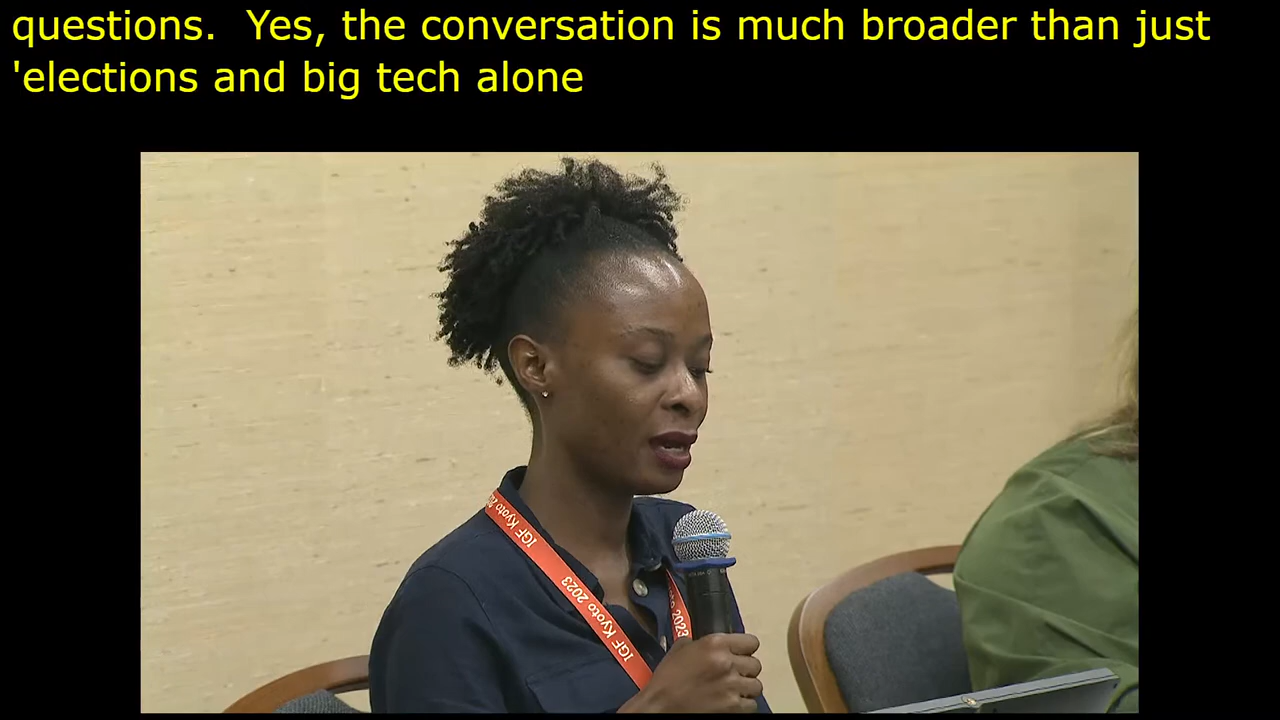 questions.  Yes, the conversation is much broader than just
'elections and big tech alone
IGF Kyoto 2023
IGF Kyoto 2023
2023